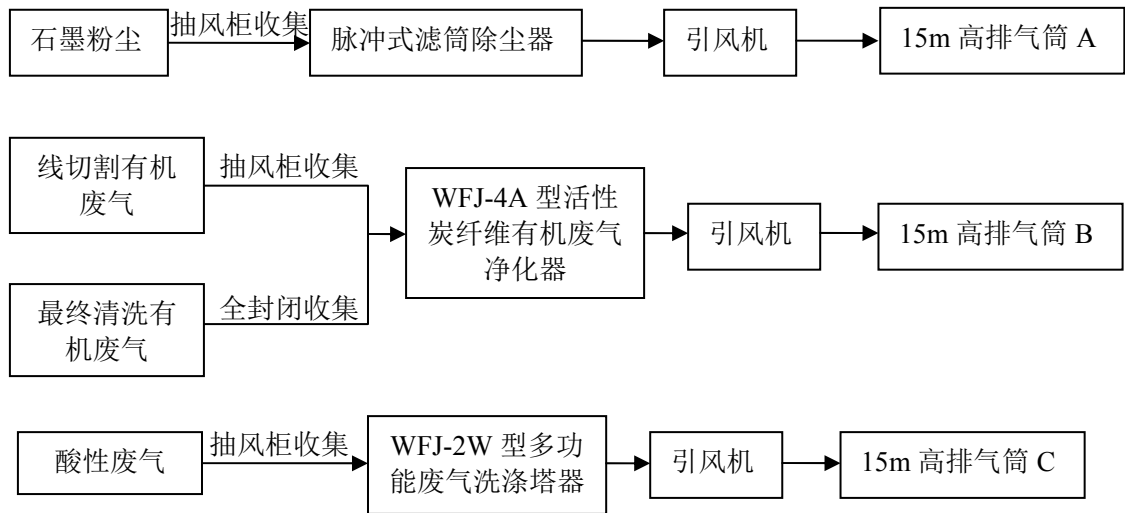 石墨粉尘
抽风柜收集
脉冲式滤筒除尘器
引风机
15m 高排气筒 A
线切割有机
废气
抽风柜收集
最终清洗有
机废气
全封闭收集
WFJ-4A 型活性
炭纤维有机废气
净化器
引风机
15m 高排气筒 B
酸性废气
抽风柜收集
WFJ-2W 型多功
能废气洗涤塔器
引风机
15m 高排气筒 C